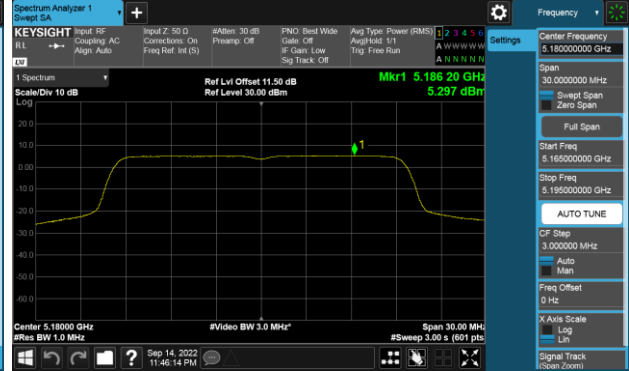 Spectrum Analyzer 1
Swept SA
+
KEYSIGHT
RL
Input: RF
Coupling: AC
Align: Auto
Input Z: 50 Ω
Corrections: On
Freq Ref: Int (S)
#Atten: 30 dB
Preamp: Off
PNO: Best Wide
Gate: Off
IF Gain: Low
Sig Track: Off
Avg Type: Power (RMS)
Avg|Hold: 1/1
Trig: Free Run
1 2 3 4 5 6
A W W W W W
A N N N N N
LXI
1 Spectrum
Scale/Div 10 dB
Ref Lvl Offset 11.50 dB
Ref Level 30.00 dBm
Mkr1 5.186 20 GHz
5.297 dBm
Log
20.0
10.0
0.00
-10.0
-20.0
-30.0
-40.0
-50.0
-60.0
1
Center 5.18000 GHz
#Res BW 1.0 MHz
#Video BW 3.0 MHz*
Span 30.00 MHz
#Sweep 3.00 s (601 pts)
?
Sep 14, 2022
11:46:14 PM
Frequency
Settings
Center Frequency
5.180000000 GHz
Span
30.0000000 MHz
Swept Span
Zero Span
Full Span
Start Freq
5.165000000 GHz
Stop Freq
5.195000000 GHz
AUTO TUNE
CF Step
3.000000 MHz
Auto
Man
Freq Offset
0 Hz
X Axis Scale
Log
Lin
Signal Track
(Span Zoom)